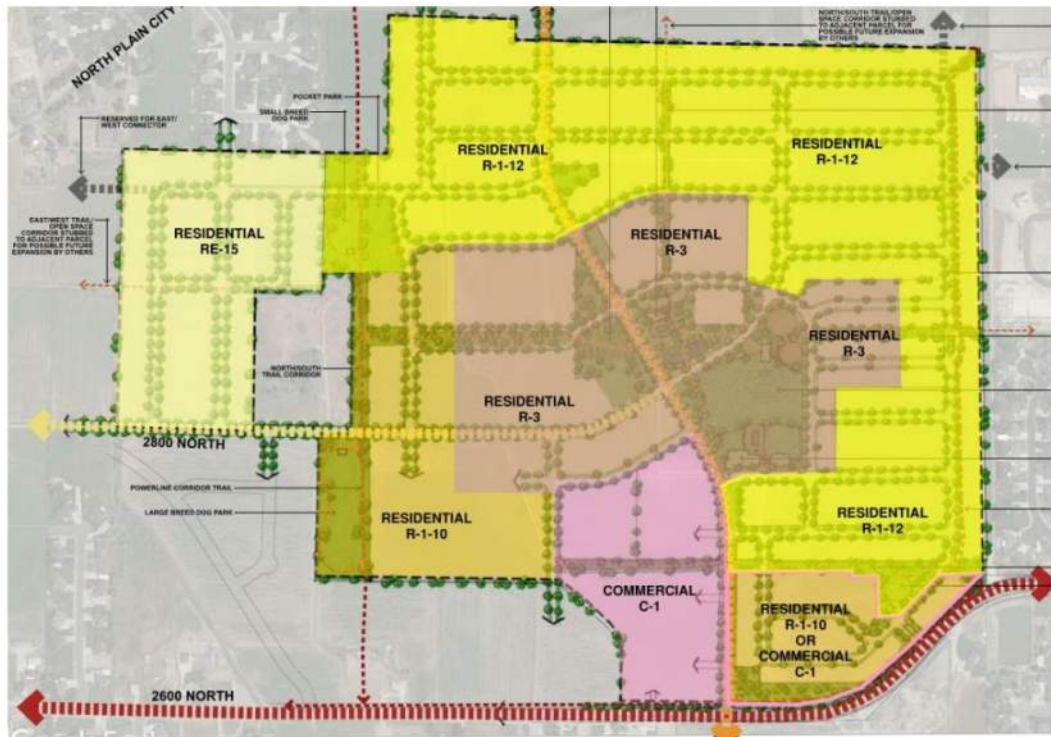 NORTH PLAIN CITY
NORTH/SOUTH TRAIL/OPEN
SPACE CORRIDOR STUBBED
TO ADJACENT PARCEL FOR
POSSIBLE FUTURE EXPANSION
BY OTHERS
POCKET PARK
SMALL BREED
DOG PARK
RESERVED FOR EAST/
WEST CONNECTOR
RESIDENTIAL
R-1-12
RESIDENTIAL
R-1-12
EAST/WEST TRAIL/
OPEN SPACE
CORRIDOR STUBBED
TO ADJACENT PARCEL
FOR POSSIBLE FUTURE
EXPANSION BY OTHERS
RESIDENTIAL
RE-15
RESIDENTIAL
R-3
RESIDENTIAL
R-3
NORTH/SOUTH
TRAIL CORRIDOR
RESIDENTIAL
R-3
2800 NORTH
POWERLINE CORRIDOR TRAIL
LARGE BREED DOG PARK
RESIDENTIAL
R-1-10
RESIDENTIAL
R-1-12
COMMERCIAL
C-1
RESIDENTIAL
R-1-10
OR
COMMERCIAL
C-1
2600 NORTH